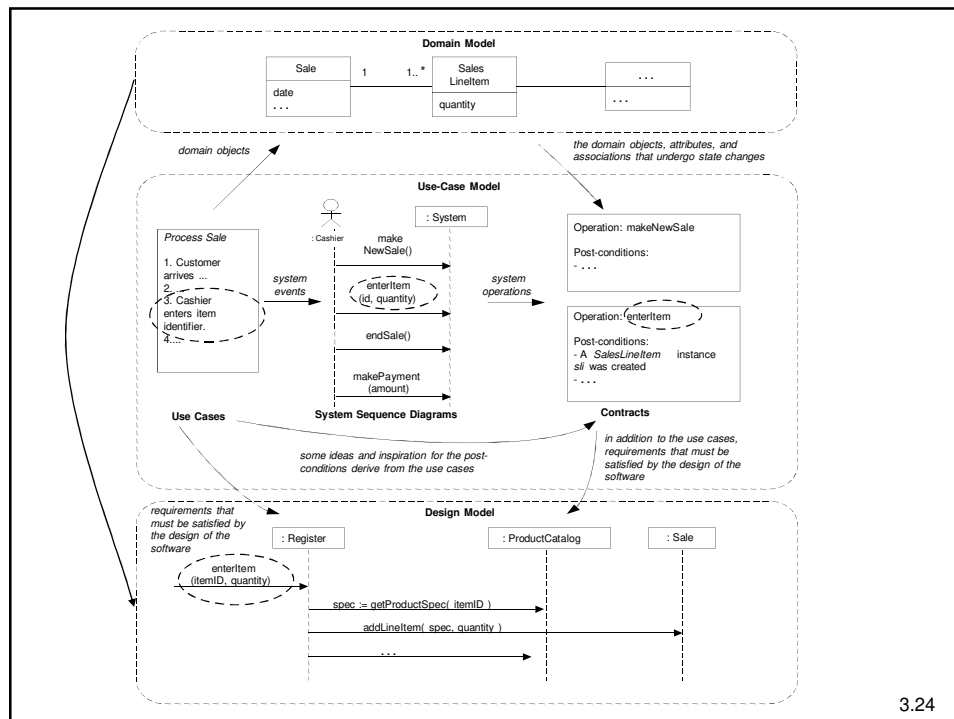 Domain Model
Sale
date
. . .
1
1.. *
Sales
LineItem
quantity
. . .
. . .
domain objects
the domain objects, attributes, and
associations that undergo state changes
Use-Case Model
Process Sale
1. Customer
arrives ...
2. ...
3. Cashier
enters item
identifier.
4....
system
events
: Cashier
: System
make
NewSale()
enterItem
(id, quantity)
endSale()
makePayment
(amount)
system
operations
Operation: makeNewSale
Post-conditions:
- . . .
Operation: enterItem
Post-conditions:
- A SalesLineItem instance
sli was created
- . . .
Use Cases
System Sequence Diagrams
Contracts
some ideas and inspiration for the post-
conditions derive from the use cases
in addition to the use cases,
requirements that must be
satisfied by the design of the
software
Design Model
requirements that
must be satisfied by
the design of the
software
: Register
: ProductCatalog
: Sale
enterItem
(itemID, quantity)
spec := getProductSpec( itemID )
addLineItem( spec, quantity )
. . .
3.24